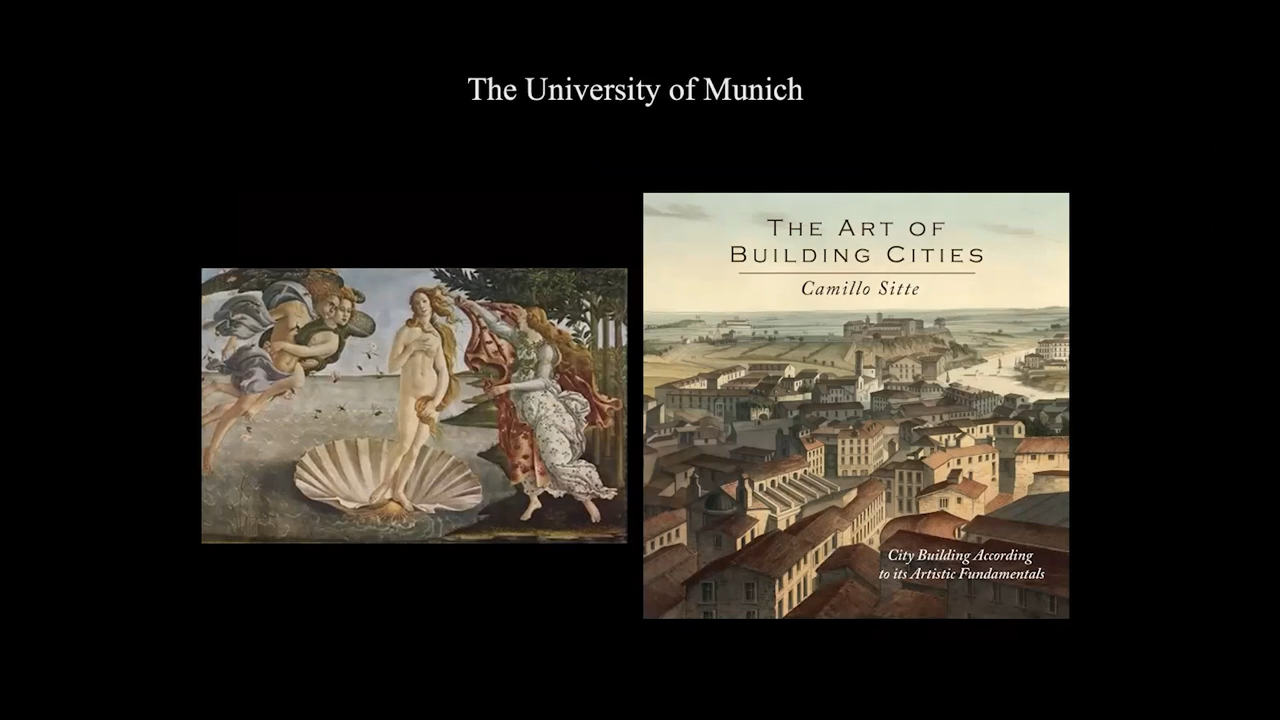 The University of Munich
The Art of
Building Cities
Camillo Sitte
City Building According
to its Artistic Fundamentals